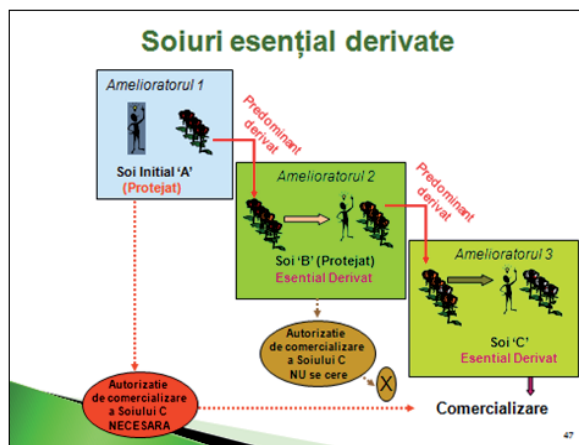 Soiuri esențial derivate
Amelioratorul 1
Soi Initial ‘A’
(Protejat)
Predominant
derivat
Amelioratorul 2
Soi ‘B’ (Protejat)
Esential Derivat
Predominant
derivat
Amelioratorul 3
Soi ‘C’
Esential Derivat
Autorizatie
de comercializare
a Soiului C
NU se cere
X
Autorizatie
de comercializare
a Soiului C
NECESARA
Comercializare
47